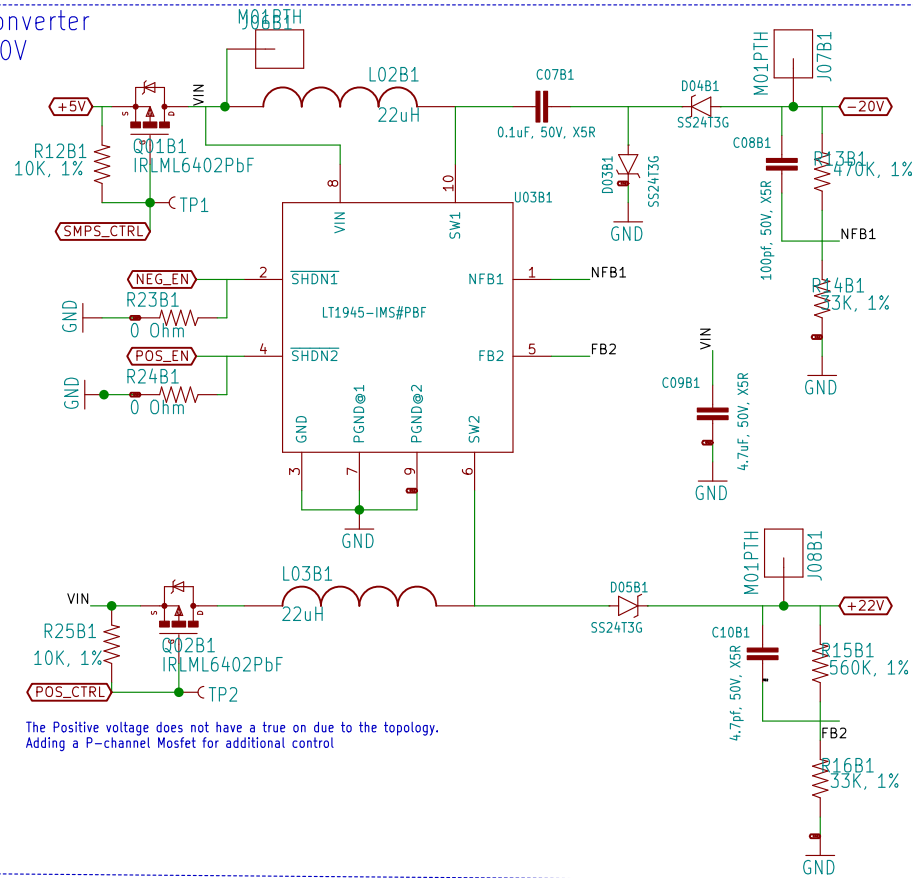 onverter
0V
M01PTH
J06B1
L02B1
22uH
VIN
+5V
S
D
G
Q01B1
IRLML6402PbF
R12B1
10K, 1%
TP1
SMPS_CTRL
C07B1
0.1uF, 50V, X5R
D04B1
SS24T3G
D03B1
SS24T3G
GND
M01PTH
J07B1
-20V
C08B1
100pf, 50V, X5R
R13B1
470K, 1%
NFB1
R14B1
33K, 1%
GND
8
10
U03B1
VIN
SW1
NEG_EN
2
SHDN1
NFB1
1
NFB1
R23B1
0 Ohm
GND
LT1945-IMS#PBF
POS_EN
4
SHDN2
FB2
5
FB2
R24B1
0 Ohm
GND
GND
PGND@1
PGND@2
SW2
3
7
9
6
GND
VIN
C09B1
4.7uF, 50V, X5R
GND
VIN
S
D
G
Q02B1
IRLML6402PbF
R25B1
10K, 1%
POS_CTRL
TP2
L03B1
22uH
D05B1
SS24T3G
M01PTH
J08B1
+22V
C10B1
4.7pf, 50V, X5R
R15B1
560K, 1%
FB2
R16B1
33K, 1%
GND
The Positive voltage does not have a true on due to the topology.
Adding a P-channel Mosfet for additional control